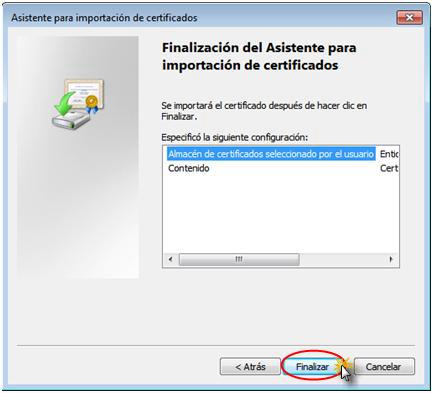 Asistente para importación de certificados
Finalización del Asistente para
importación de certificados
Se importará el certificado después de hacer clic en
Finalizar.
Especificó la siguiente configuración:
Almacén de certificados seleccionado por el usuario Entic
Contenido Cert
< Atrás Finalizar Cancelar